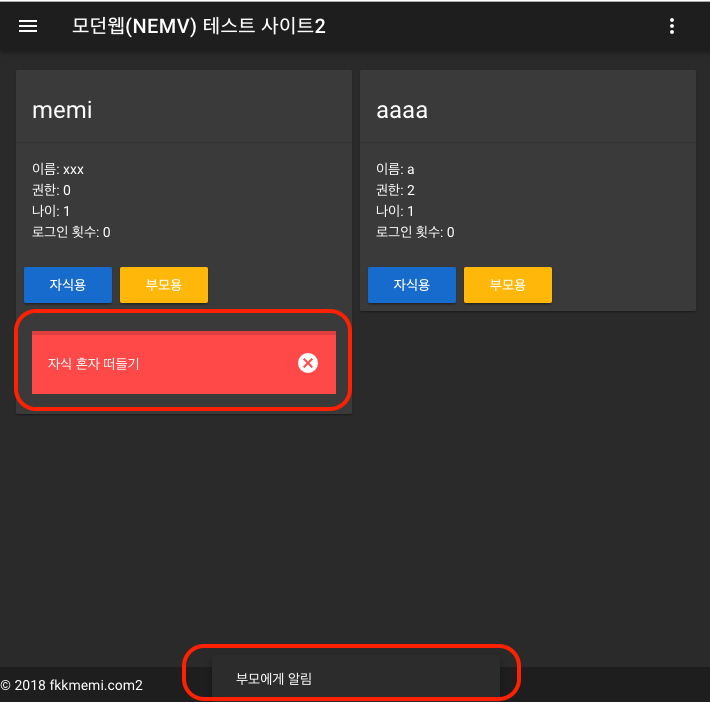 모던웹(NEMV) 테스트 사이트2
memi
이름: xxx
권한: 0
나이: 1
로그인 횟수: 0
자식용 부모용
자식 혼자 떠들기
aaaa
이름: a
권한: 2
나이: 1
로그인 횟수: 0
자식용 부모용
부모에게 알림
© 2018 fkkmemi.com2